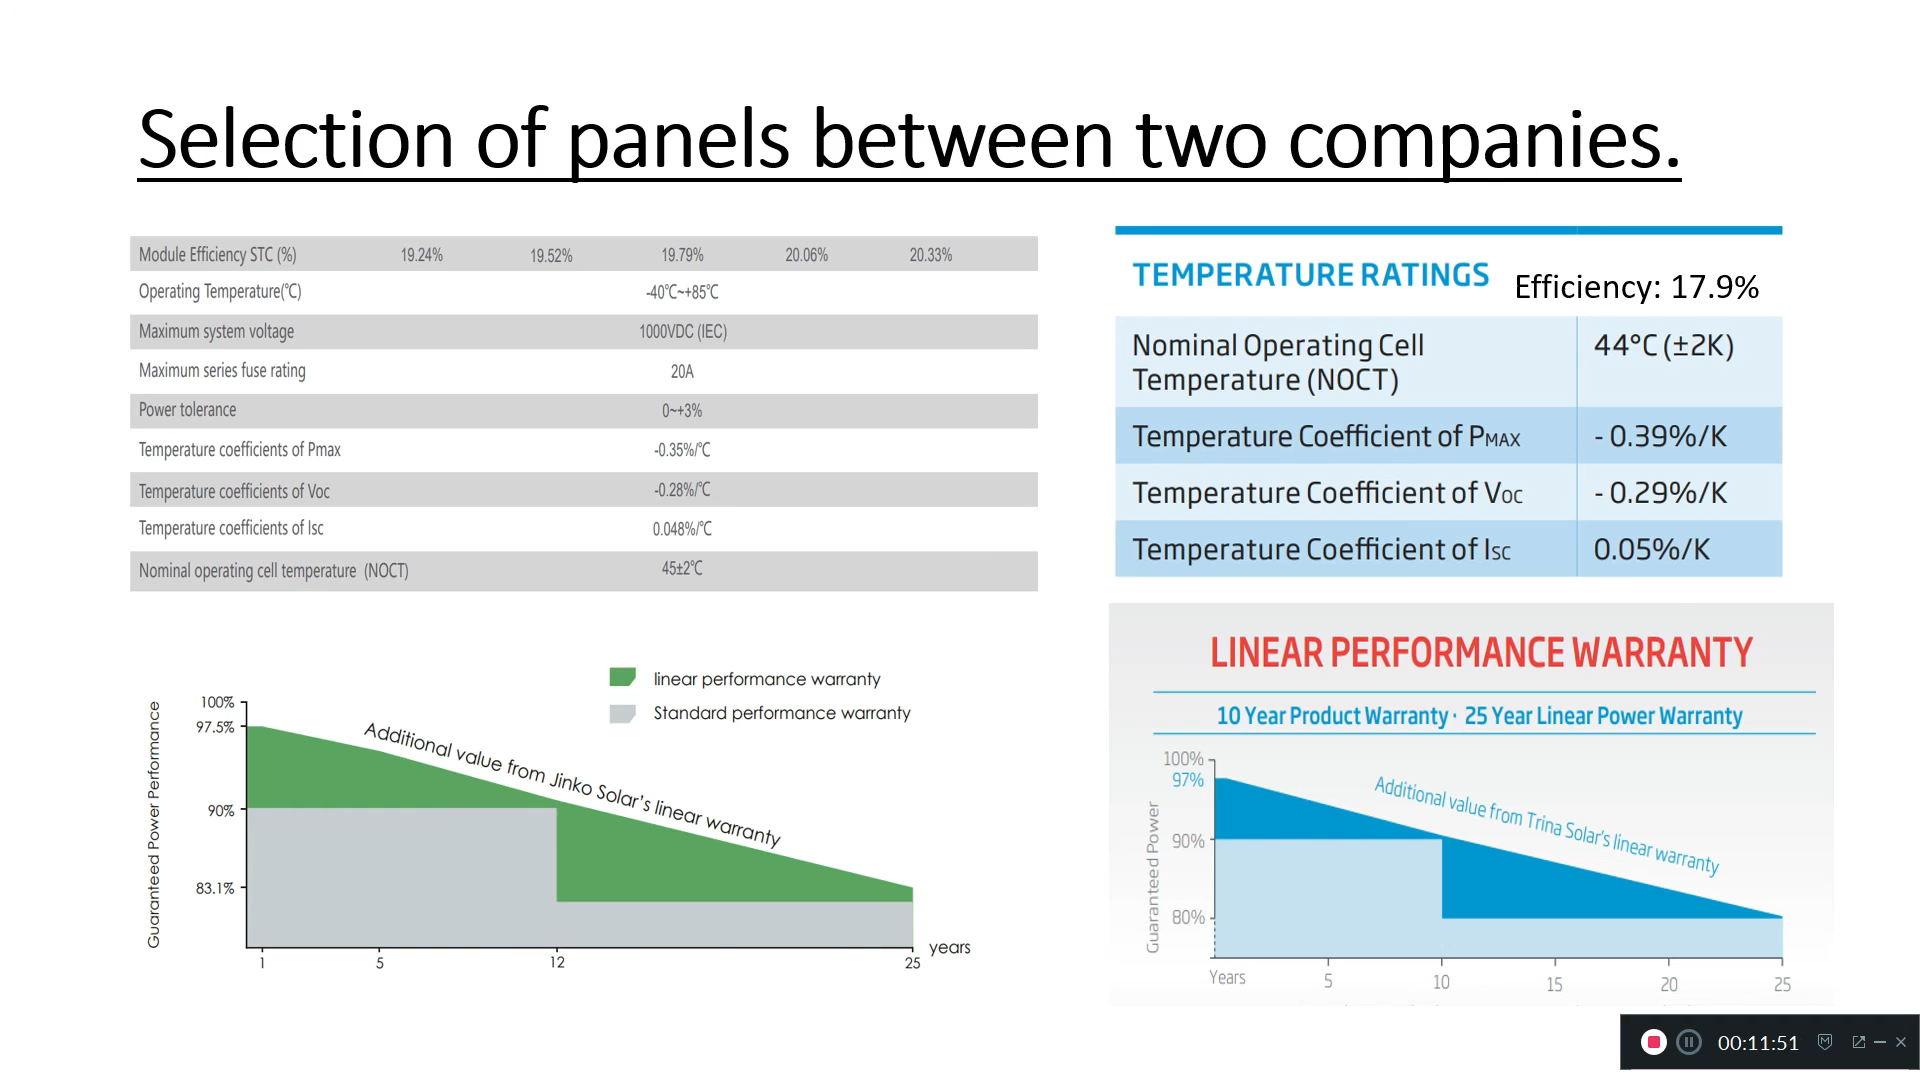 Selection of panels between two companies.
Module Efficiency STC (%) 19.24% 19.52% 19.79% 20.06% 20.33%
Operating Temperature(℃) -40℃~+85℃
Maximum system voltage 1000VDC (IEC)
Maximum series fuse rating 20A
Power tolerance 0~+3%
Temperature coefficients of Pmax -0.35%/℃
Temperature coefficients of Voc -0.28%/℃
Temperature coefficients of Isc 0.048%/℃
Nominal operating cell temperature (NOCT) 45±2℃
TEMPERATURE RATINGS
Efficiency: 17.9%
Nominal Operating Cell
Temperature (NOCT) 44°C (±2K)
Temperature Coefficient of PMAX - 0.39%/K
Temperature Coefficient of VOC - 0.29%/K
Temperature Coefficient of ISC 0.05%/K
linear performance warranty
Standard performance warranty
Guaranteed Power Performance
100%
97.5%
90%
83.1%
Additional value from Jinko Solar's linear warranty
1 5 12 25
years
LINEAR PERFORMANCE WARRANTY
10 Year Product Warranty · 25 Year Linear Power Warranty
Guaranteed Power
100%
97%
90%
80%
Additional value from Trina Solar's linear warranty
Years 5 10 15 20 25
00:11:51